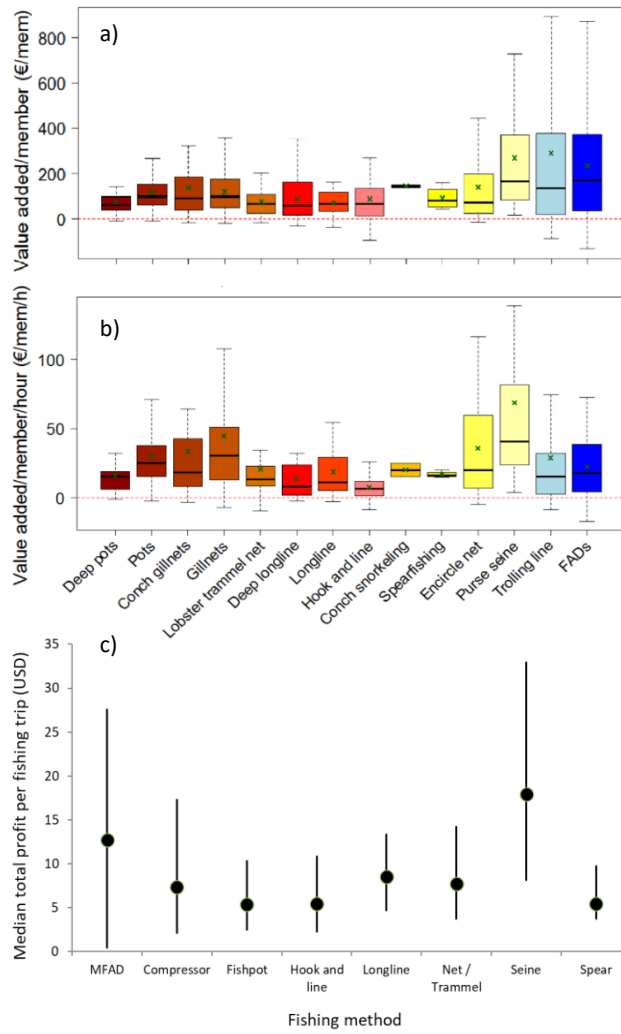 a)
Value added/member (€/mem)
800
600
400
200
0
b)
Value added/member/hour (€/mem/h)
100
50
0
Deep pots
Pots
Conch gillnets
Gillnets
Lobster trammel net
Deep longline
Longline
Hook and line
Conch snorkeling
Spearfishing
Encircle net
Purse seine
Trolling line
FADs
c)
Median total profit per fishing trip (USD)
35
30
25
20
15
10
5
0
MFAD
Compressor
Fishpot
Hook and
line
Longline
Net /
Trammel
Seine
Spear
Fishing method